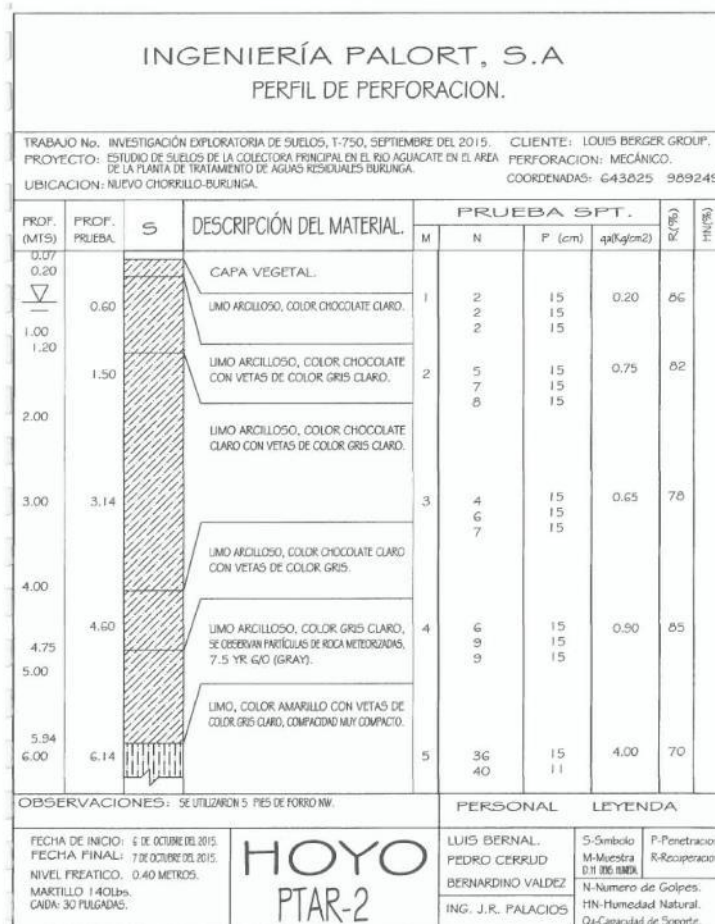 INGENIERÍA PALORT, S.A
PERFIL DE PERFORACION.
TRABAJO No. INVESTIGACIÓN EXPLORATORIA DE SUELOS, T-750, SEPTIEMBRE DEL 2015. CLIENTE: LOUIS BERGER GROUP.
PROYECTO: ESTUDIO DE SUELOS DE LA COLECTORA PRINCIPAL EN EL RIO AGUACATE EN EL AREA DE LA PLANTA DE TRATAMIENTO DE AGUAS RESIDUALES BURUNGA. PERFORACION: MECÁNICO.
UBICACION: NUEVO CHORRILLO-BURUNGA. COORDENADAS: 643825 989249
PROF. (MTS) PROF. PRUEBA. S DESCRIPCIÓN DEL MATERIAL. PRUEBA SPT. R(%) HN(%)
M N P (cm) qa(Kg/cm2)
0.07
0.20 CAPA VEGETAL.
0.60 LIMO ARCILLOSO, COLOR CHOCOLATE CLARO. 1 2 15 0.20 86
2 15
1.00 2 15
1.20
LIMO ARCILLOSO, COLOR CHOCOLATE
1.50 CON VETAS DE COLOR GRIS CLARO. 2 5 15 0.75 82
7 15
8 15
2.00
LIMO ARCILLOSO, COLOR CHOCOLATE
CLARO CON VETAS DE COLOR GRIS CLARO.
3.00 3.14 3 4 15 0.65 78
6 15
7 15
LIMO ARCILLOSO, COLOR CHOCOLATE CLARO
CON VETAS DE COLOR GRIS.
4.00
4.60 LIMO ARCILLOSO, COLOR GRIS CLARO, 4 6 15 0.90 85
4.75 SE OBSERVAN PARTÍCULAS DE ROCA METEORIZADAS, 9 15
7.5 YR 6/0 (GRAY). 9 15
5.00
LIMO, COLOR AMARILLO CON VETAS DE
COLOR GRIS CLARO, COMPACIDAD MUY COMPACTO.
5.94
6.00 6.14 5 36 15 4.00 70
40 11
OBSERVACIONES: SE UTILIZARON 5 PIES DE FORRO NW. PERSONAL LEYENDA
FECHA DE INICIO: 6 DE OCTUBRE DEL 2015.
FECHA FINAL: 7 DE OCTUBRE DEL 2015.
NIVEL FREATICO. 0.40 METROS.
MARTILLO 140Lbs.
CAIDA: 30 PULGADAS.
HOYO
PTAR-2
LUIS BERNAL.
PEDRO CERRUD
BERNARDINO VALDEZ
ING. J.R. PALACIOS
S-Simbolo P-Penetracion
M-Muestra R-Recuperacion
N-Numero de Golpes.
HN-Humedad Natural.
Qa-Capacidad de Soporte.